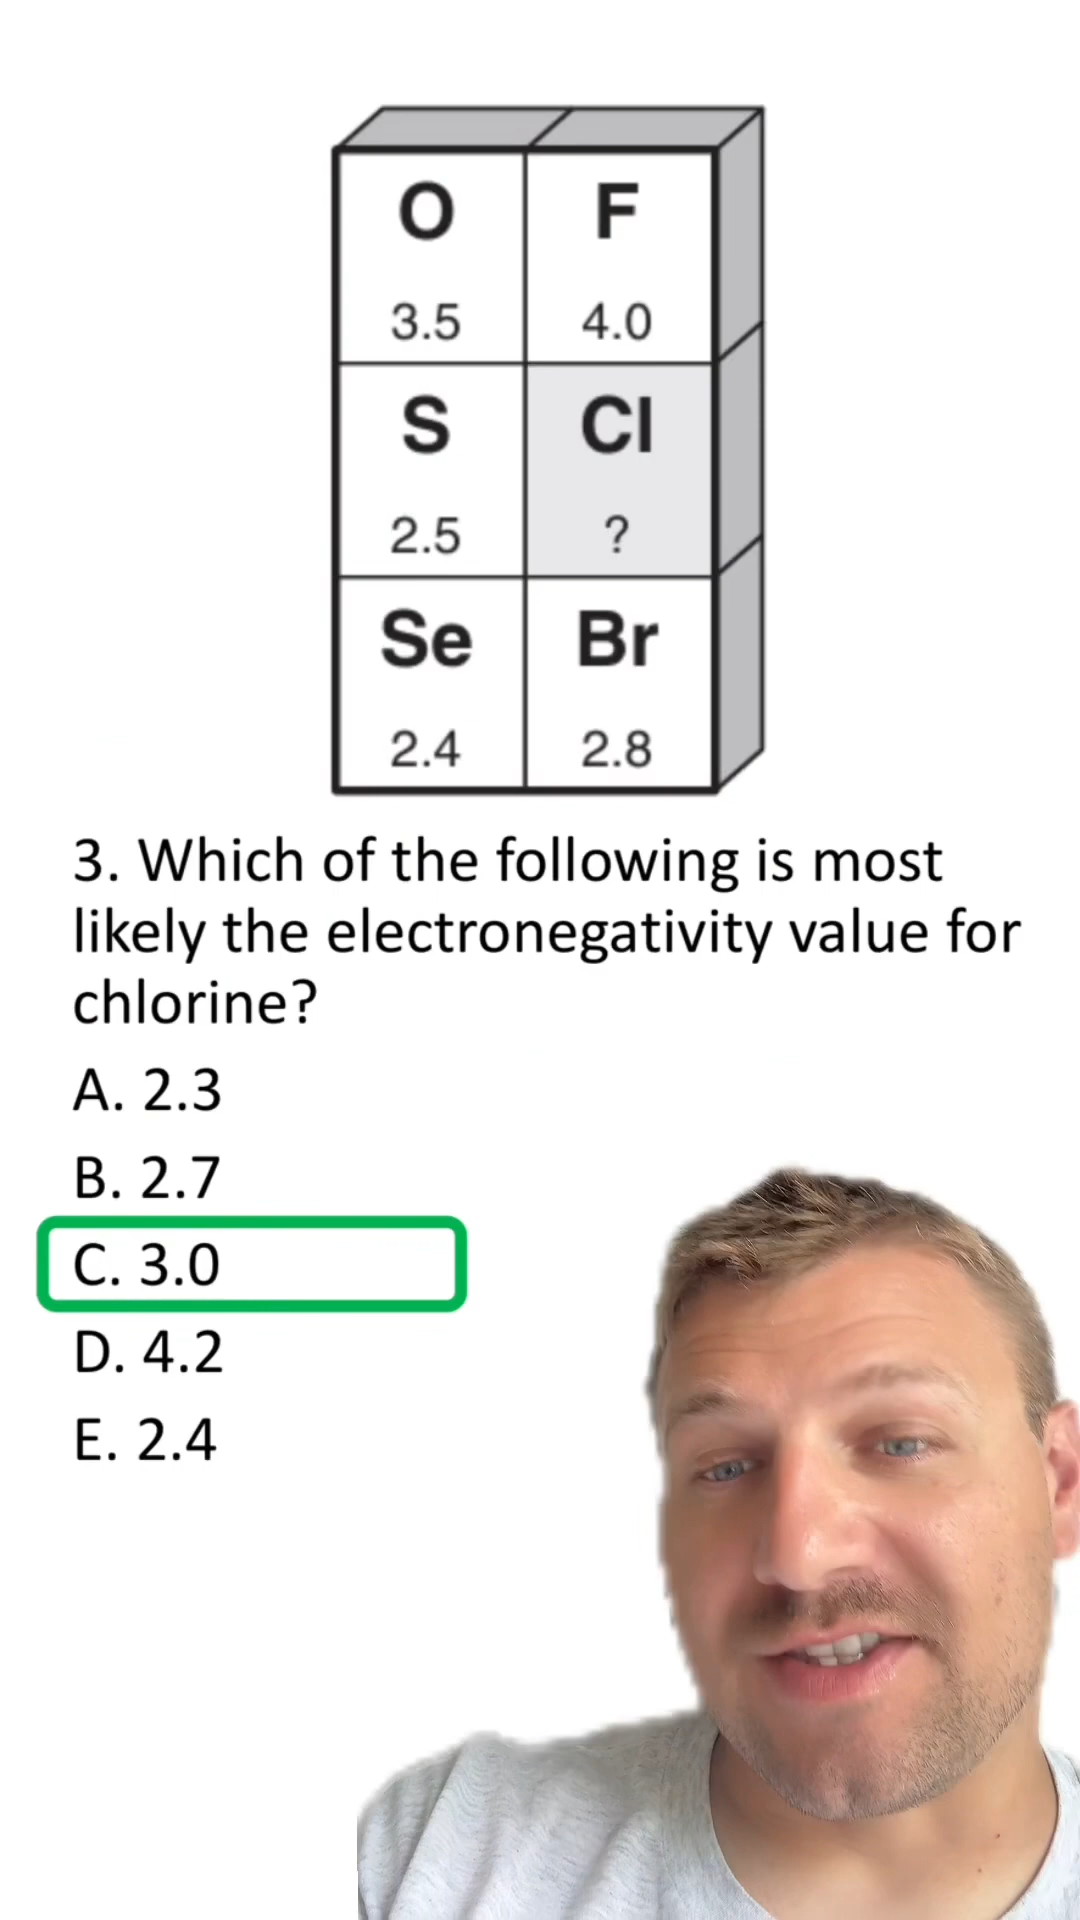 O F
3.5 4.0
S Cl
2.5 ?
Se Br
2.4 2.8
3. Which of the following is most
likely the electronegativity value for
chlorine?
A. 2.3
B. 2.7
C. 3.0
D. 4.2
E. 2.4